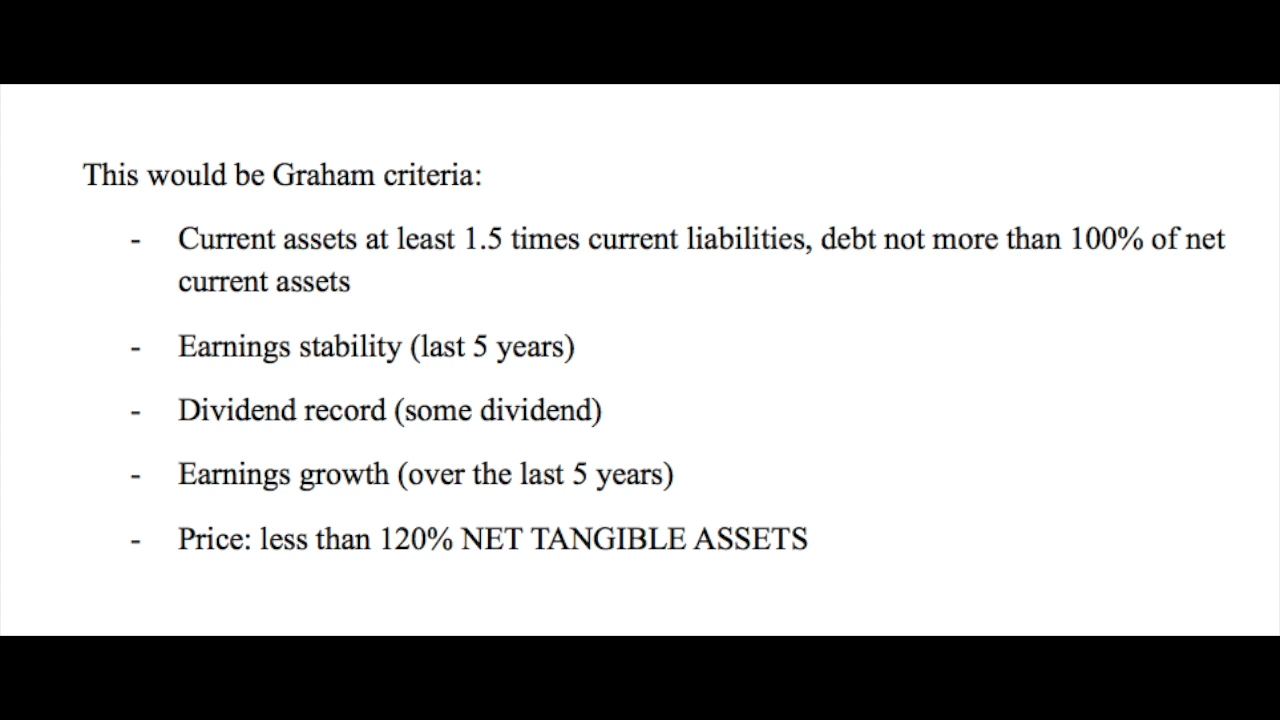 This would be Graham criteria:
- Current assets at least 1.5 times current liabilities, debt not more than 100% of net
current assets
- Earnings stability (last 5 years)
- Dividend record (some dividend)
- Earnings growth (over the last 5 years)
- Price: less than 120% NET TANGIBLE ASSETS